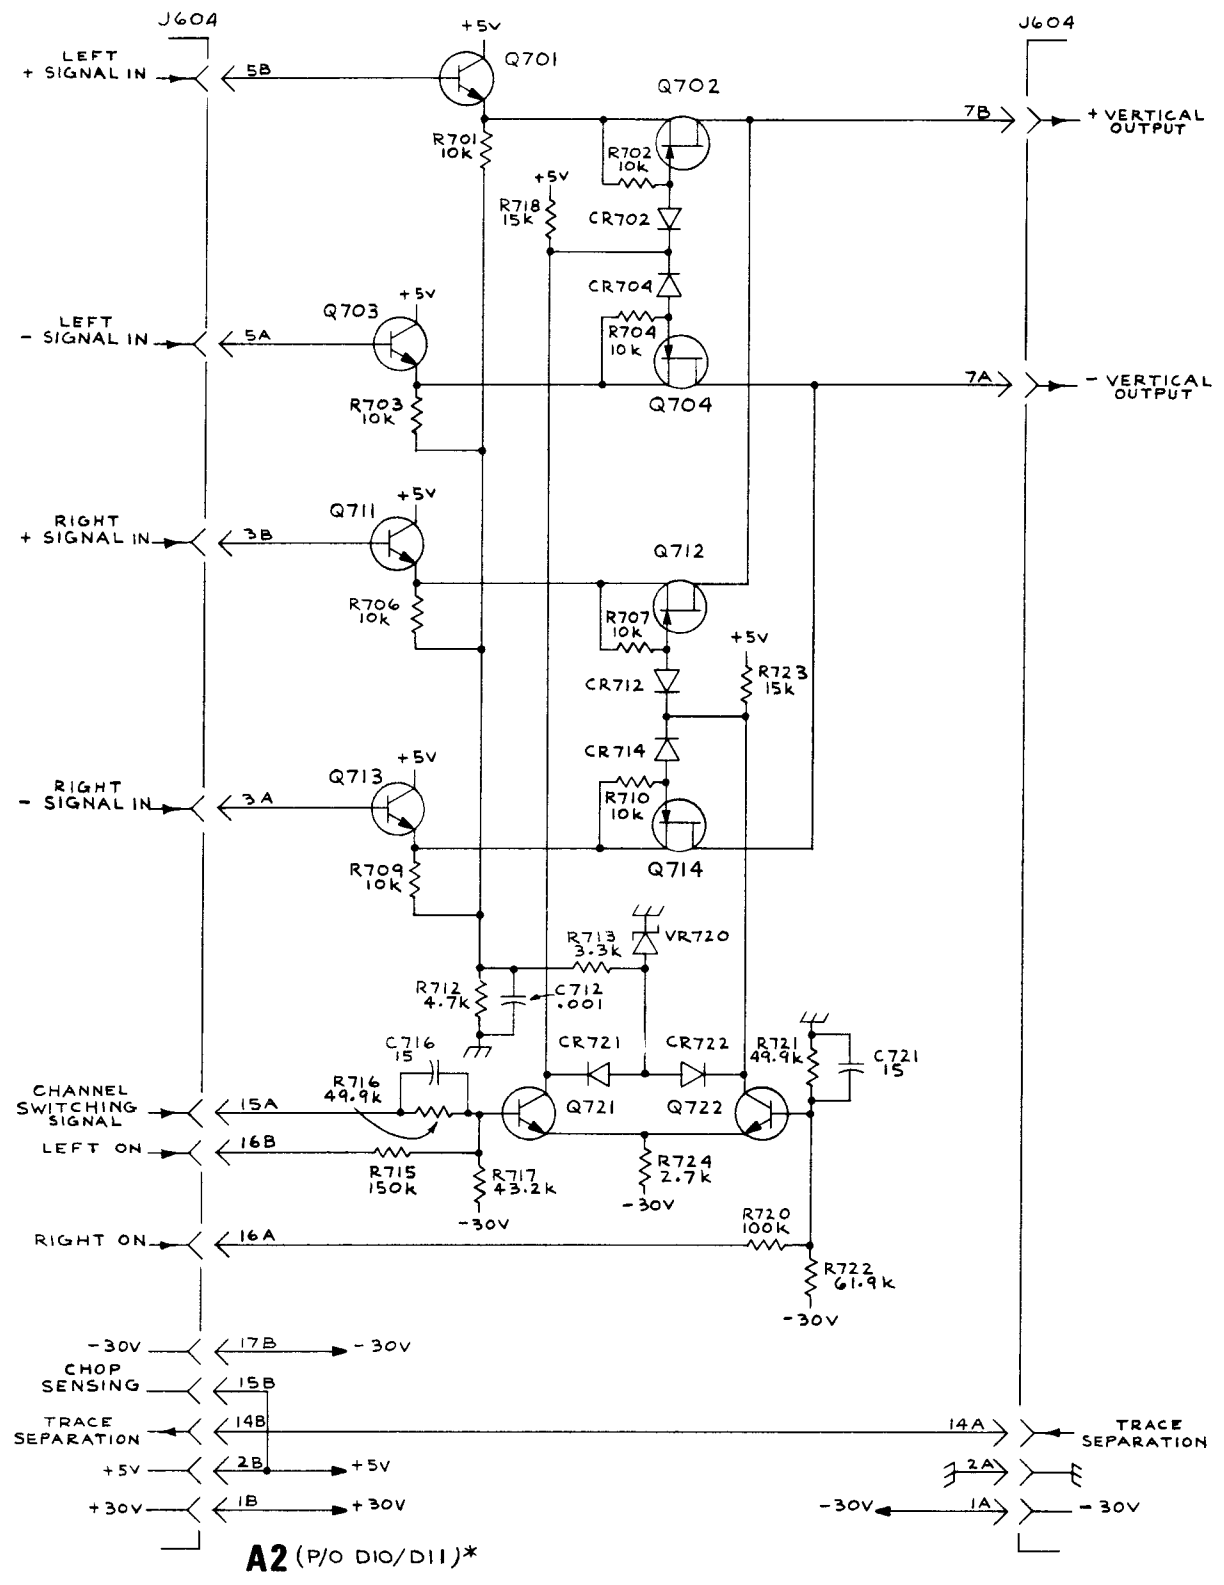 J604
J604
+5V
Q701
LEFT
+ SIGNAL IN
5B
Q702
7B
+ VERTICAL
OUTPUT
R701
10K
R702
10K
+5V
R718
15K
CR702
CR704
+5V
Q703
LEFT
- SIGNAL IN
5A
R704
10K
7A
- VERTICAL
OUTPUT
R703
10K
Q704
+5V
Q711
RIGHT
+ SIGNAL IN
3B
Q712
R706
10K
R707
10K
+5V
R723
15K
CR712
CR714
+5V
Q713
RIGHT
- SIGNAL IN
3A
R710
10K
R709
10K
Q714
R713
3.3K
VR720
R712
4.7K
C712
.001
C716
15
CR721
CR722
R721
49.9K
C721
15
R716
49.9K
CHANNEL
SWITCHING
SIGNAL
15A
Q721
Q722
LEFT ON
16B
R715
150K
R717
43.2K
-30V
R724
2.7K
-30V
RIGHT ON
16A
R720
100K
R722
61.9K
-30V
-30V
17B
-30V
CHOP
SENSING
15B
TRACE
SEPARATION
14B
14A
TRACE
SEPARATION
+5V
2B
+5V
2A
+30V
1B
+30V
-30V
1A
-30V
A2 (P/O D10/D11)*